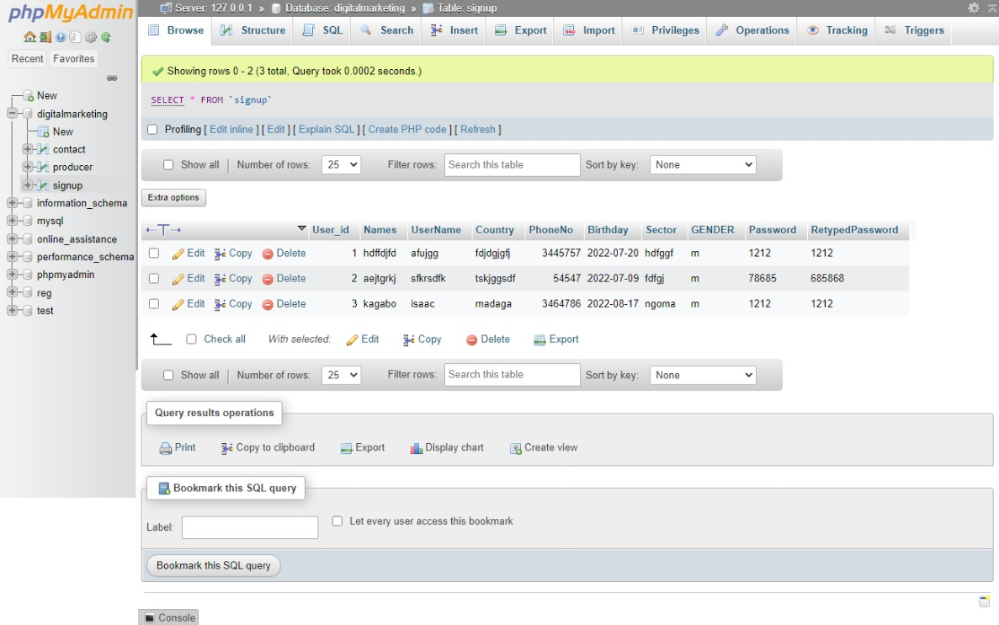 phpMyAdmin
Server: 127.0.0.1 » Database: digitalmarketing » Table: signup
Browse Structure SQL Search Insert Export Import Privileges Operations Tracking Triggers
Recent Favorites
New
digitalmarketing
New
contact
producer
signup
information_schema
mysql
online_assistance
performance_schema
phpmyadmin
reg
test
Showing rows 0 - 2 (3 total, Query took 0.0002 seconds.)
SELECT * FROM `signup`
Profiling [ Edit inline ] [ Edit ] [ Explain SQL ] [ Create PHP code ] [ Refresh ]
Show all | Number of rows: 25 Filter rows: Search this table Sort by key: None
Extra options
←T→ User_id Names UserName Country PhoneNo Birthday Sector GENDER Password RetypedPassword
Edit Copy Delete 1 hdffdjfd afujgg fdjdgjgfj 3445757 2022-07-20 hdfggf m 1212 1212
Edit Copy Delete 2 aejtgrkj sfkrsdfk tskjggsdf 54547 2022-07-09 fdfgj m 78685 685868
Edit Copy Delete 3 kagabo isaac madaga 3464786 2022-08-17 ngoma m 1212 1212
Check all With selected: Edit Copy Delete Export
Show all | Number of rows: 25 Filter rows: Search this table Sort by key: None
Query results operations
Print Copy to clipboard Export Display chart Create view
Bookmark this SQL query
Label: Let every user access this bookmark
Bookmark this SQL query
Console